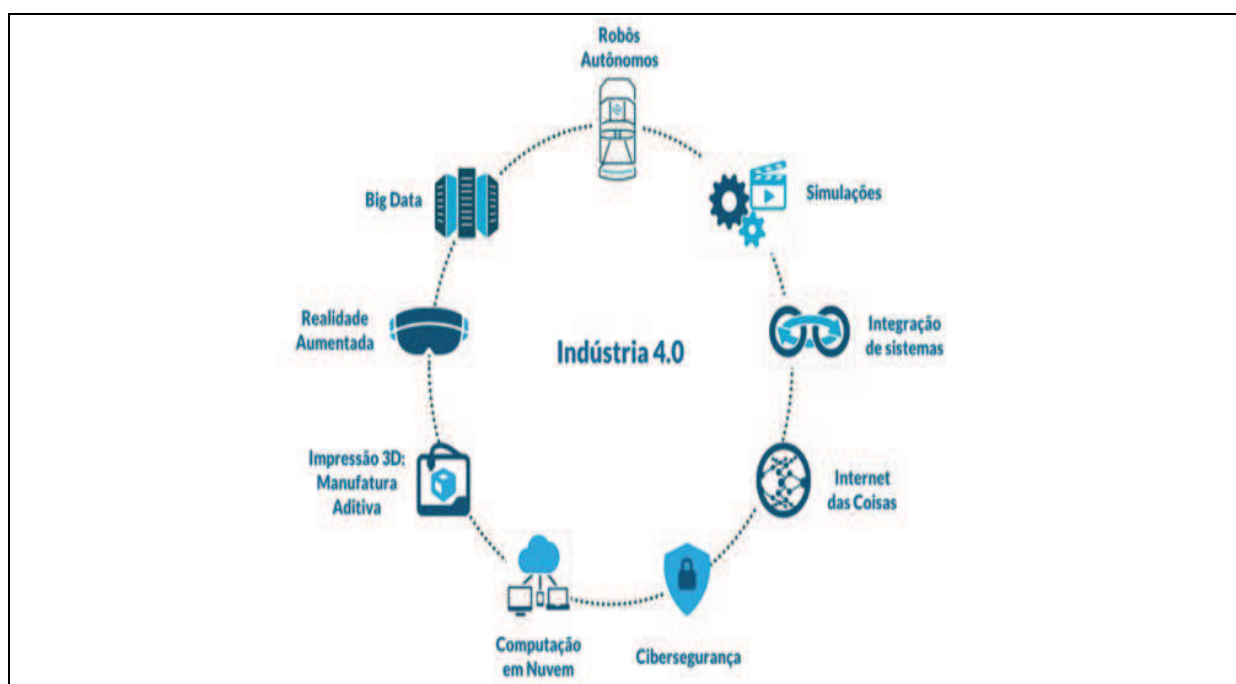 Robôs
Autônomos
Simulações
Integração
de sistemas
Internet
das Coisas
Cibersegurança
Computação
em Nuvem
Impressão 3D:
Manufatura
Aditiva
Realidade
Aumentada
Big Data
Indústria 4.0